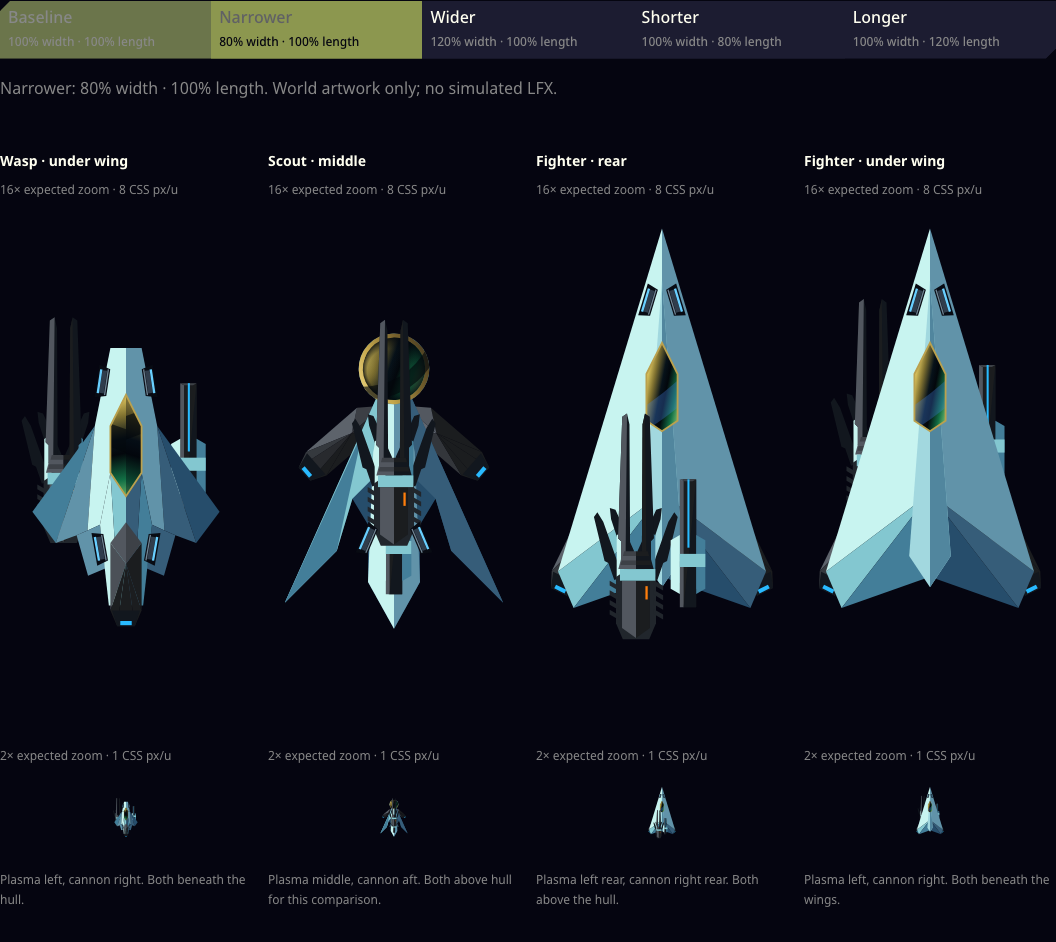 Baseline
100% width · 100% length
Narrower
80% width · 100% length
Wider
120% width · 100% length
Shorter
100% width · 80% length
Longer
100% width · 120% length
Narrower: 80% width · 100% length. World artwork only; no simulated LFX.
Wasp · under wing
16× expected zoom · 8 CSS px/u
Scout · middle
16× expected zoom · 8 CSS px/u
Fighter · rear
16× expected zoom · 8 CSS px/u
Fighter · under wing
16× expected zoom · 8 CSS px/u
2× expected zoom · 1 CSS px/u
2× expected zoom · 1 CSS px/u
2× expected zoom · 1 CSS px/u
2× expected zoom · 1 CSS px/u
Plasma left, cannon right. Both beneath the
hull.
Plasma middle, cannon aft. Both above hull
for this comparison.
Plasma left rear, cannon right rear. Both
above the hull.
Plasma left, cannon right. Both beneath the
wings.